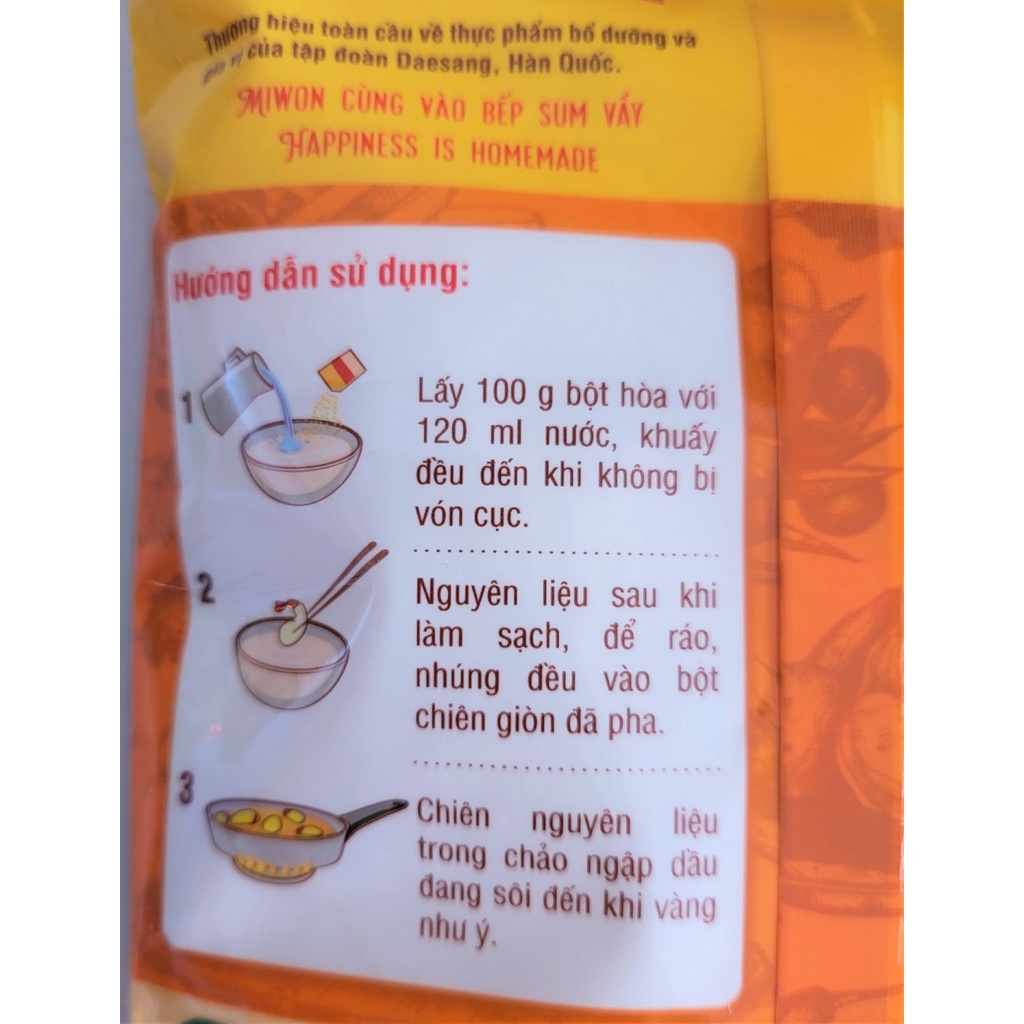 Thương hiệu toàn cầu về thực phẩm bổ dưỡng và
gia vị của tập đoàn Daesang, Hàn Quốc.
MIWON CÙNG VÀO BẾP SUM VẦY
HAPPINESS IS HOMEMADE
Hướng dẫn sử dụng:
1
Lấy 100 g bột hòa với
120 ml nước, khuấy
đều đến khi không bị
vón cục.
2
Nguyên liệu sau khi
làm sạch, để ráo,
nhúng đều vào bột
chiên giòn đã pha.
3
Chiên nguyên liệu
trong chảo ngập dầu
đang sôi đến khi vàng
như ý.